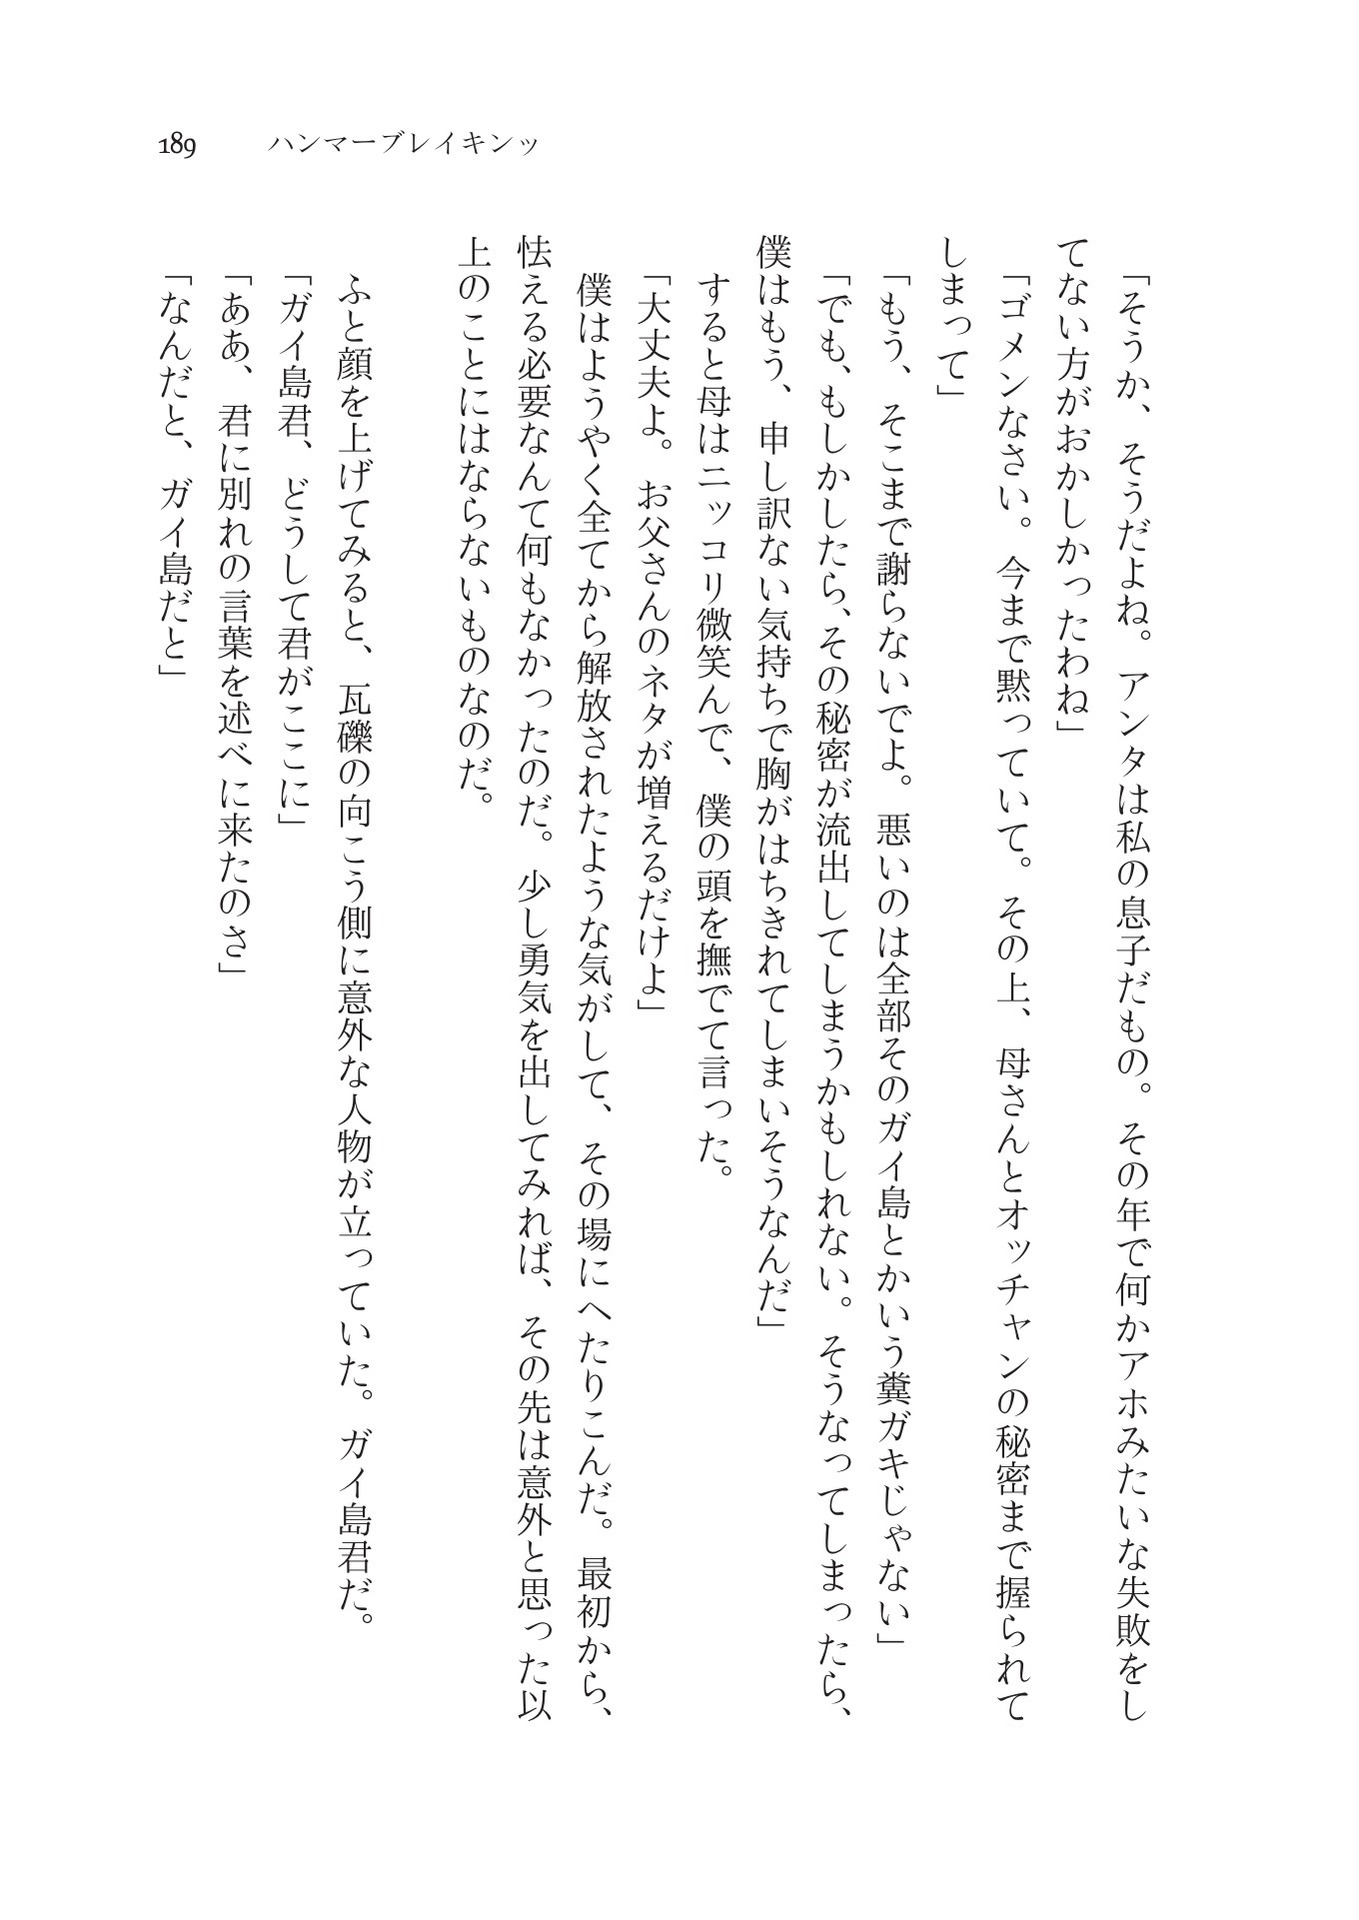 189　ハンマーブレイキンッ
「そうか、そうだよね。アンタは私の息子だもの。その年で何かアホみたいな失敗をし
てない方がおかしかったわね」
「ゴメンなさい。今まで黙っていて。その上、母さんとオッチャンの秘密まで握られて
しまって」
「もう、そこまで謝らないでよ。悪いのは全部そのガイ島とかいう糞ガキじゃない」
「でも、もしかしたら、その秘密が流出してしまうかもしれない。そうなってしまったら、
僕はもう、申し訳ない気持ちで胸がはちきれてしまいそうなんだ」
すると母はニッコリ微笑んで、僕の頭を撫でて言った。
「大丈夫よ。お父さんのネタが増えるだけよ」
僕はようやく全てから解放されたような気がして、その場にへたりこんだ。最初から、
怯える必要なんて何もなかったのだ。少し勇気を出してみれば、その先は意外と思った以
上のことにはならないものなのだ。
ふと顔を上げてみると、瓦礫の向こう側に意外な人物が立っていた。ガイ島君だ。
「ガイ島君、どうして君がここに」
「ああ、君に別れの言葉を述べに来たのさ」
「なんだと、ガイ島だと」